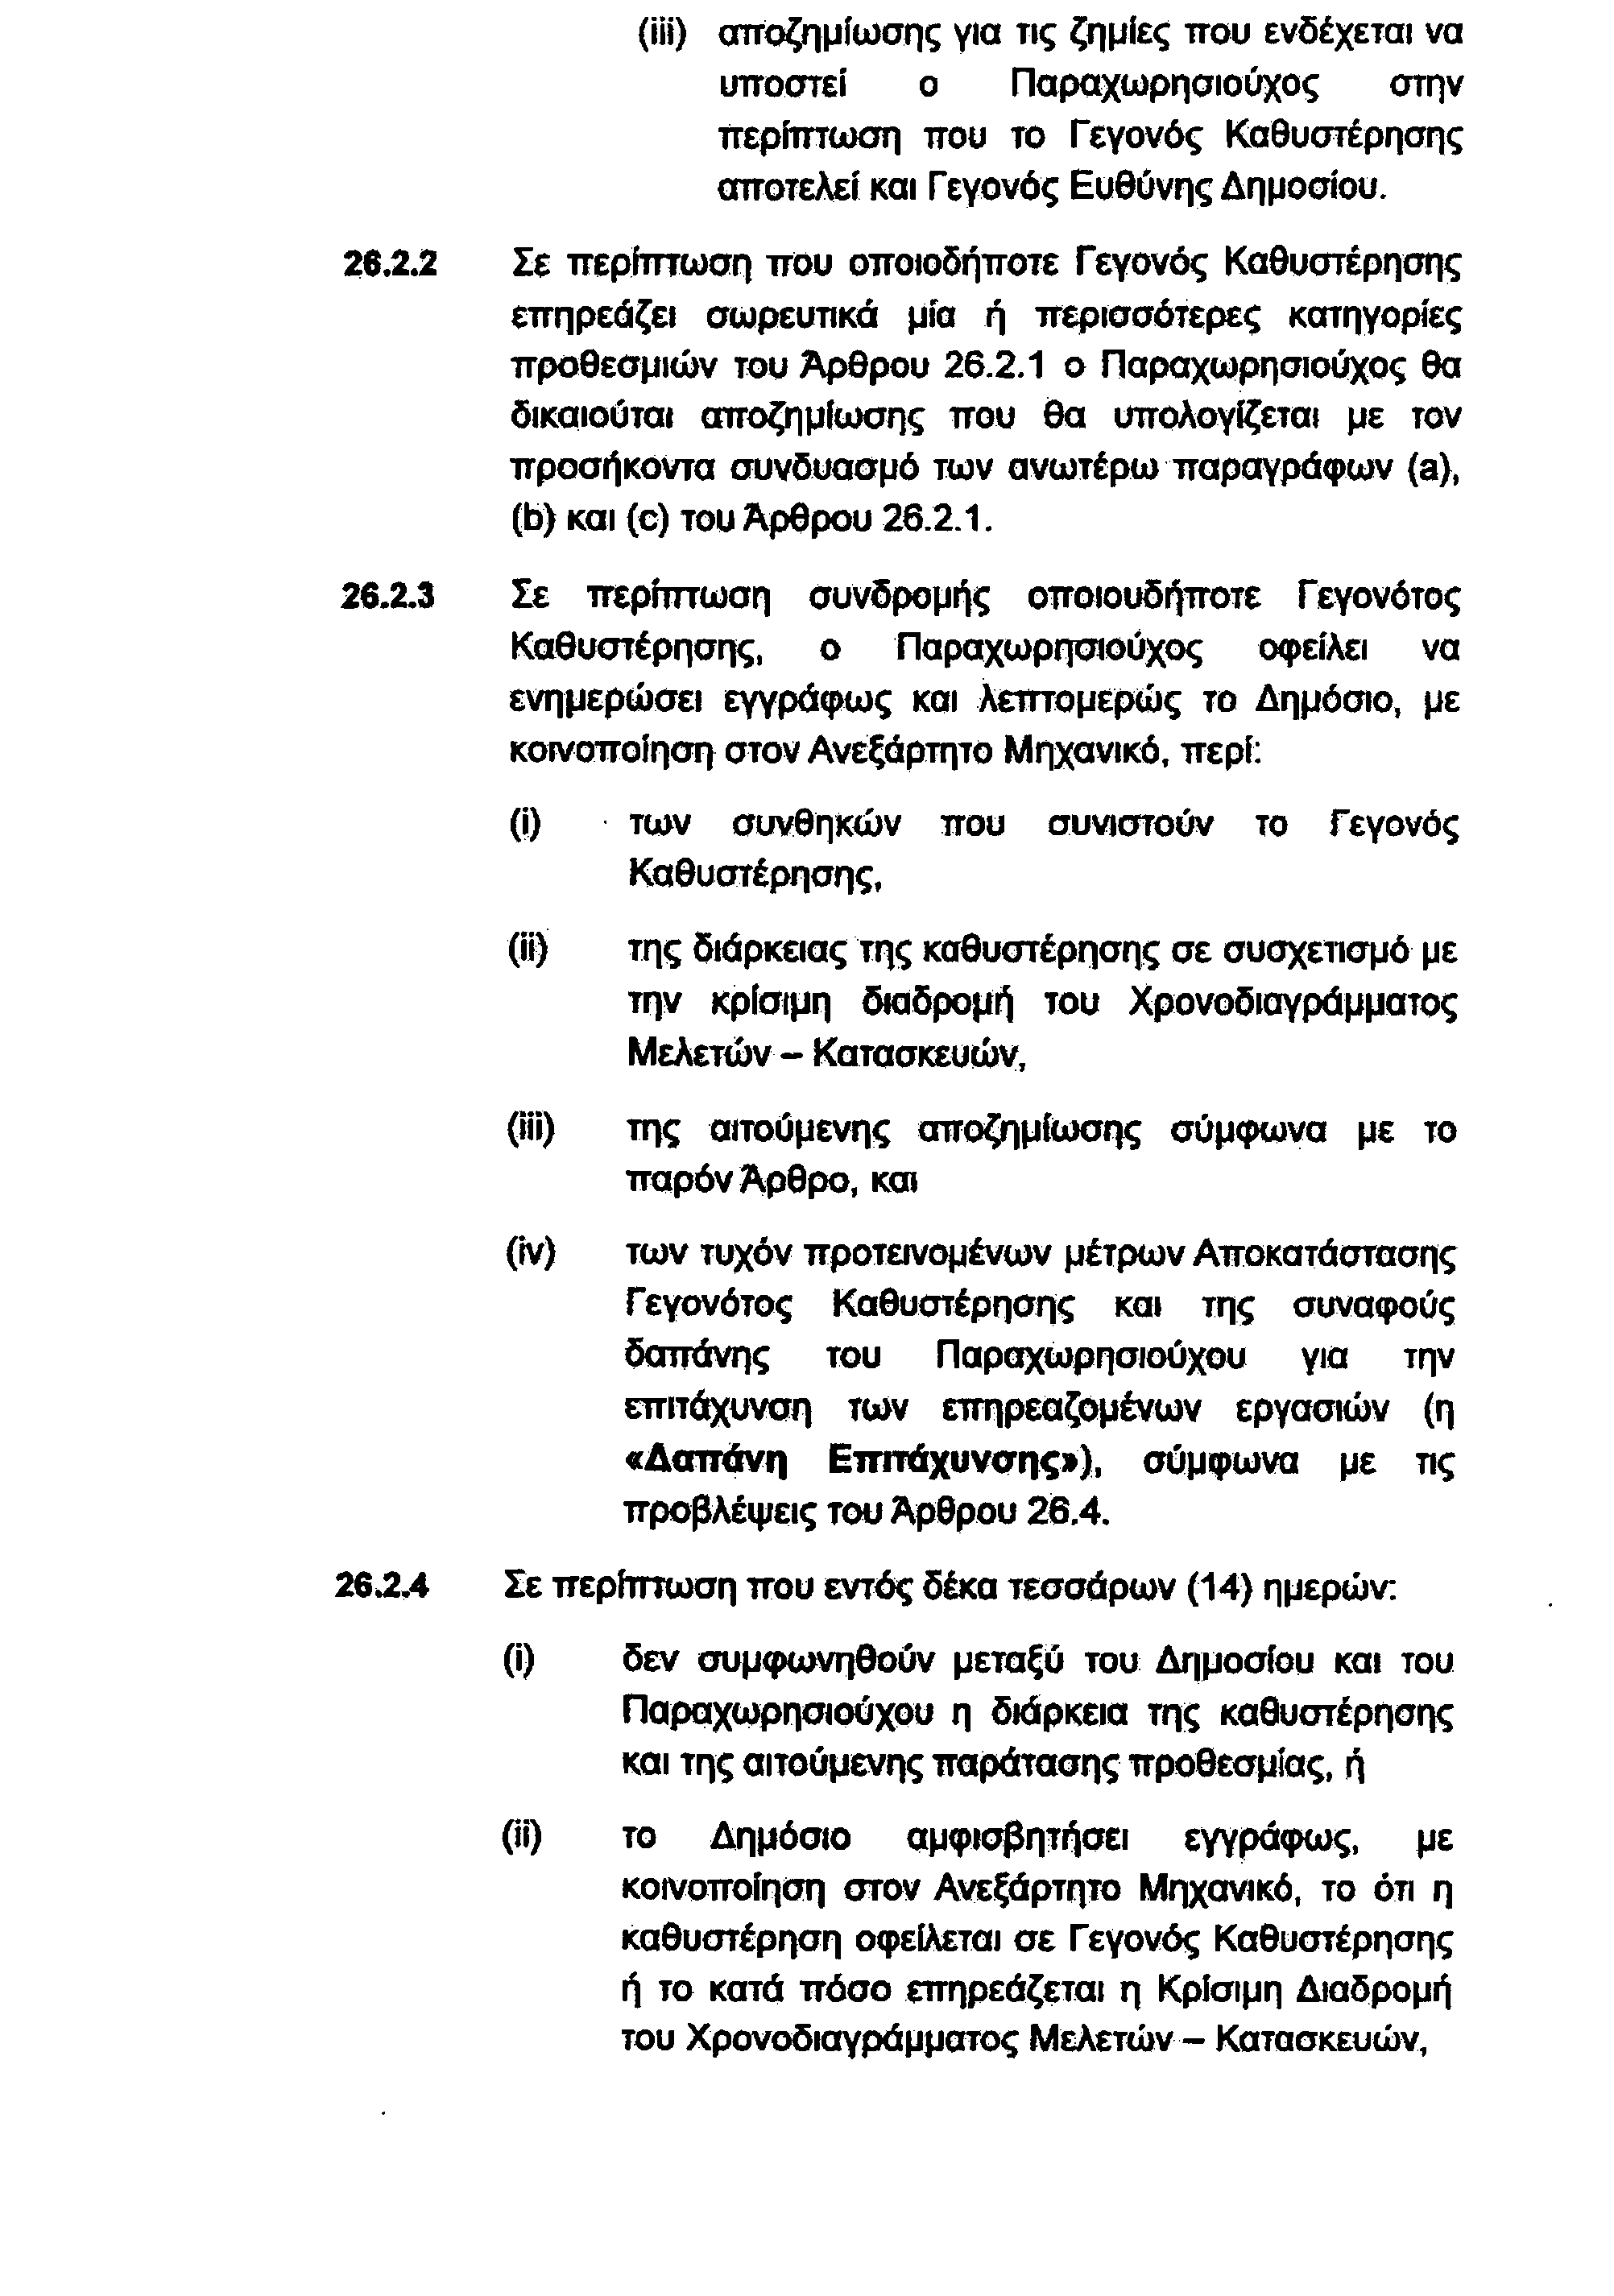 (iii) αποζημίωσης για τις ζημίες που ενδέχεται να
υποστεί ο Παραχωρησιούχος στην
περίπτωση που το Γεγονός Καθυστέρησης
αποτελεί και Γεγονός Ευθύνης Δημοσίου.
26.2.2 Σε περίπτωση που οποιοδήποτε Γεγονός Καθυστέρησης
επηρεάζει σωρευτικά μία ή περισσότερες κατηγορίες
προθεσμιών του Άρθρου 26.2.1 ο Παραχωρησιούχος θα
δικαιούται αποζημίωσης που θα υπολογίζεται με τον
προσήκοντα συνδυασμό των ανωτέρω παραγράφων (a),
(b) και (c) του Άρθρου 26.2.1.
26.2.3 Σε περίπτωση συνδρομής οποιουδήποτε Γεγονότος
Καθυστέρησης, ο Παραχωρησιούχος οφείλει να
ενημερώσει εγγράφως και λεπτομερώς το Δημόσιο, με
κοινοποίηση στον Ανεξάρτητο Μηχανικό, περί:
(i) των συνθηκών που συνιστούν το Γεγονός
Καθυστέρησης,
(ii) της διάρκειας της καθυστέρησης σε συσχετισμό με
την κρίσιμη διαδρομή του Χρονοδιαγράμματος
Μελετών – Κατασκευών,
(iii) της αιτούμενης αποζημίωσης σύμφωνα με το
παρόν Άρθρο, και
(iv) των τυχόν προτεινομένων μέτρων Αποκατάστασης
Γεγονότος Καθυστέρησης και της συναφούς
δαπάνης του Παραχωρησιούχου για την
επιτάχυνση των επηρεαζομένων εργασιών (η
«Δαπάνη Επιτάχυνσης»), σύμφωνα με τις
προβλέψεις του Άρθρου 26.4.
26.2.4 Σε περίπτωση που εντός δέκα τεσσάρων (14) ημερών:
(i) δεν συμφωνηθούν μεταξύ του Δημοσίου και του
Παραχωρησιούχου η διάρκεια της καθυστέρησης
και της αιτούμενης παράτασης προθεσμίας, ή
(ii) το Δημόσιο αμφισβητήσει εγγράφως, με
κοινοποίηση στον Ανεξάρτητο Μηχανικό, το ότι η
καθυστέρηση οφείλεται σε Γεγονός Καθυστέρησης
ή το κατά πόσο επηρεάζεται η Κρίσιμη Διαδρομή
του Χρονοδιαγράμματος Μελετών – Κατασκευών,